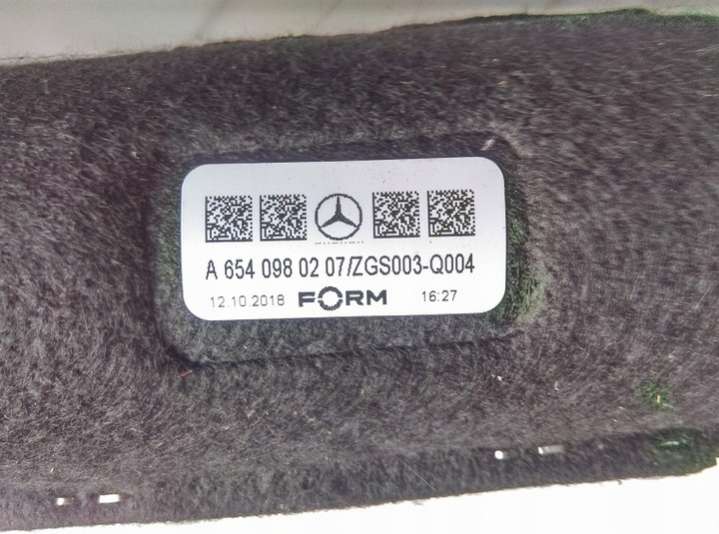 A 654 098 02 07/ZGS003-Q004
12.10.2018 FORM 16:27